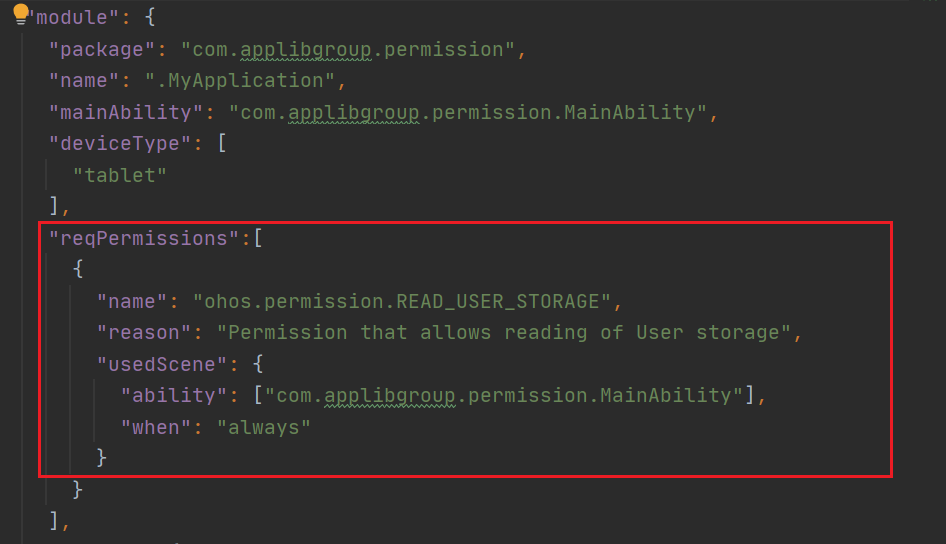 "module": {
"package": "com.applibgroup.permission",
"name": ".MyApplication",
"mainAbility": "com.applibgroup.permission.MainAbility",
"deviceType": [
"tablet"
],
"reqPermissions":[
{
"name": "ohos.permission.READ_USER_STORAGE",
"reason": "Permission that allows reading of User storage",
"usedScene": {
"ability": ["com.applibgroup.permission.MainAbility"],
"when": "always"
}
}
],